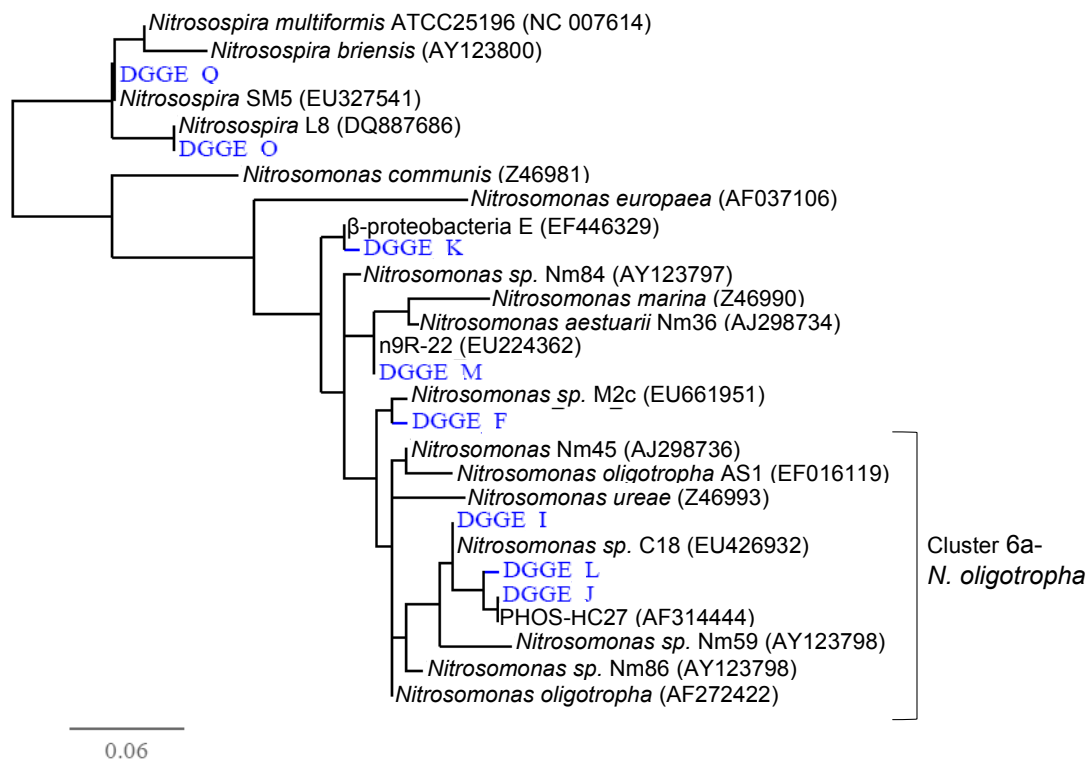 Nitrosospira multiformis ATCC25196 (NC 007614)
Nitrosospira briensis (AY123800)
DGGE Q
Nitrosospira SM5 (EU327541)
Nitrosospira L8 (DQ887686)
DGGE O
Nitrosomonas communis (Z46981)
Nitrosomonas europaea (AF037106)
β-proteobacteria E (EF446329)
DGGE K
Nitrosomonas sp. Nm84 (AY123797)
Nitrosomonas marina (Z46990)
Nitrosomonas aestuarii Nm36 (AJ298734)
n9R-22 (EU224362)
DGGE M
Nitrosomonas sp. M2c (EU661951)
DGGE F
Nitrosomonas Nm45 (AJ298736)
Nitrosomonas oligotropha AS1 (EF016119)
Nitrosomonas ureae (Z46993)
DGGE I
Nitrosomonas sp. C18 (EU426932)
DGGE L
DGGE J
PHOS-HC27 (AF314444)
Nitrosomonas sp. Nm59 (AY123798)
Nitrosomonas sp. Nm86 (AY123798)
Nitrosomonas oligotropha (AF272422)
Cluster 6a-
N. oligotropha
0.06